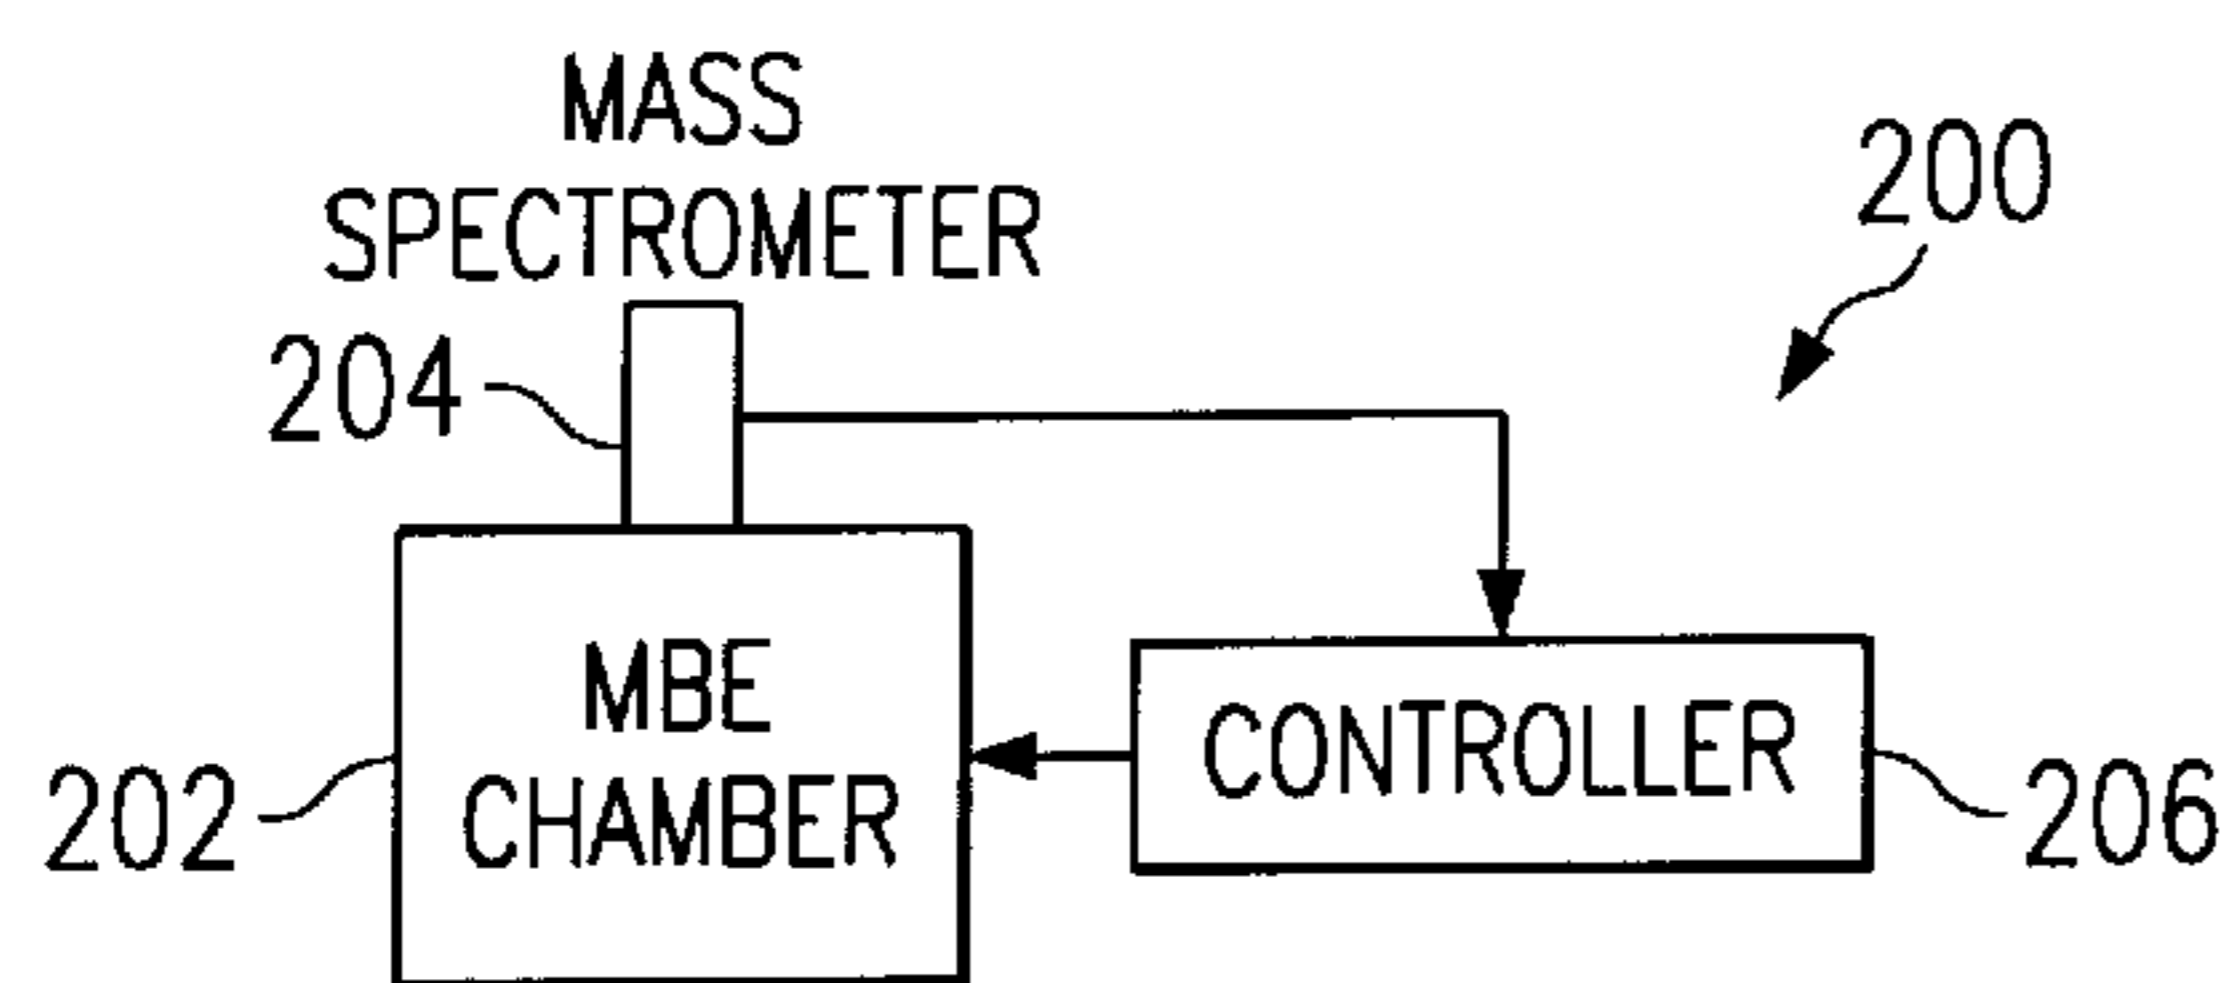 MASS
SPECTROMETER
200
204
MBE
CHAMBER
CONTROLLER
202
206